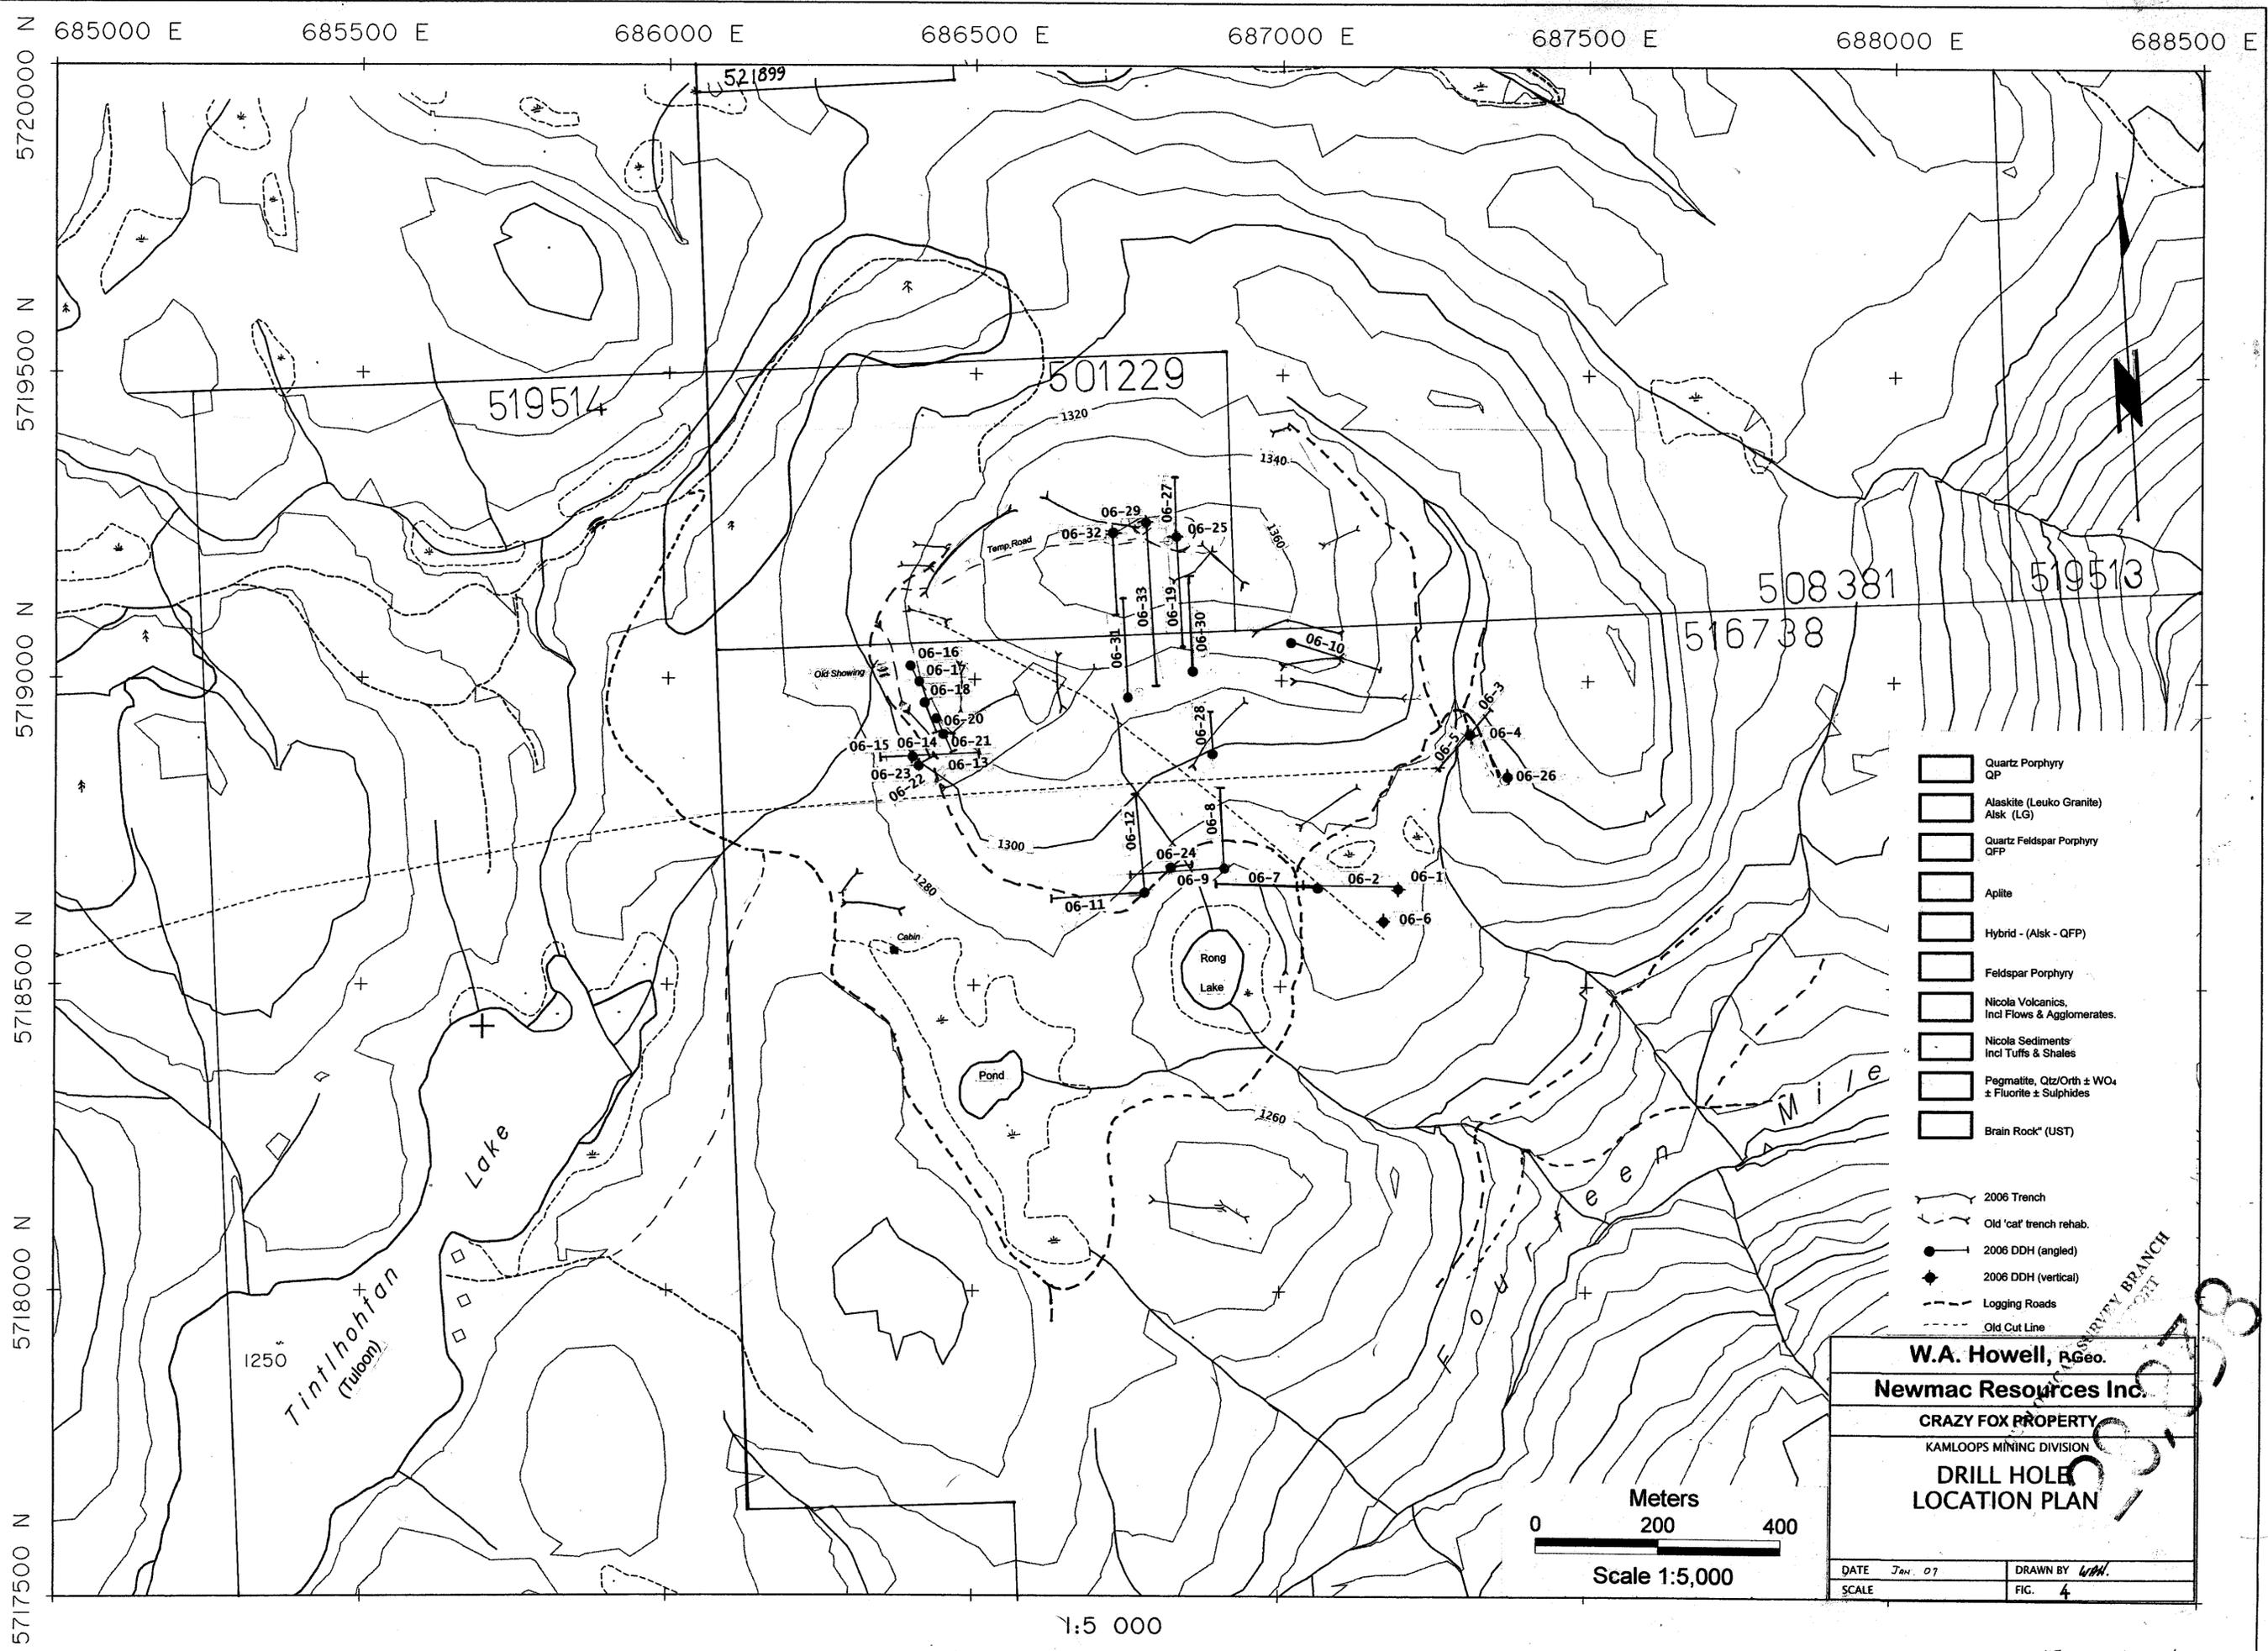 685000 E
685500 E
686000 E
686500 E
687000 E
687500 E
688000 E
688500 E
5720000 N
5719500 N
5719000 N
5718500 N
5718000 N
5717500 N
521899
519514
501229
508381
519513
516738
1320
1340
1360
1300
1280
1260
1250
Temp. Road
Old Showing
Cabin
06-27
06-29
06-32
06-25
06-33
06-19
06-31
06-30
06-10
06-16
06-17
06-18
06-20
06-21
06-15
06-14
06-13
06-23
06-22
06-28
06-3
06-4
06-5
06-26
06-12
06-8
06-24
06-9
06-7
06-2
06-1
06-11
06-6
Rong
Lake
Pond
Lake
Tintlhohtan
(Tuloon)
Fourteen Mile
Quartz Porphyry
QP
Alaskite (Leuko Granite)
Alsk (LG)
Quartz Feldspar Porphyry
QFP
Aplite
Hybrid - (Alsk - QFP)
Feldspar Porphyry
Nicola Volcanics,
Incl Flows & Agglomerates.
Nicola Sediments
Incl Tuffs & Shales
Pegmatite, Qtz/Orth ± WO₄
± Fluorite ± Sulphides
Brain Rock" (UST)
2006 Trench
Old 'cat' trench rehab.
2006 DDH (angled)
2006 DDH (vertical)
Logging Roads
Old Cut Line
SURVEY BRANCH
W.A. Howell, P.Geo.
Newmac Resources Inc.
CRAZY FOX PROPERTY
KAMLOOPS MINING DIVISION
DRILL HOLE
LOCATION PLAN
DATE Jan. 07
DRAWN BY WAH.
SCALE
FIG. 4
Meters
0 200 400
Scale 1:5,000
1:5 000
N